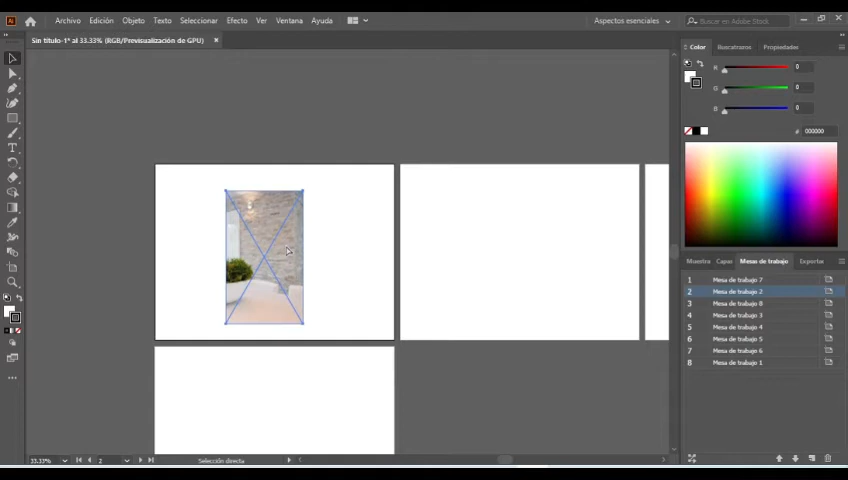 Ai Archivo Edición Objeto Texto Seleccionar Efecto Ver Ventana Ayuda Aspectos esenciales Buscar en Adobe Stock
Sin título-1* al 33.33% (RGB/Previsualización de GPU) ×
Color Buscatrazos Propiedades
R 0
G 0
B 0
# 000000
Muestra Capas Mesas de trabajo Exportar
1 Mesa de trabajo 7
2 Mesa de trabajo 2
3 Mesa de trabajo 8
4 Mesa de trabajo 3
5 Mesa de trabajo 4
6 Mesa de trabajo 5
7 Mesa de trabajo 6
8 Mesa de trabajo 1
33.33% 2 Selección directa